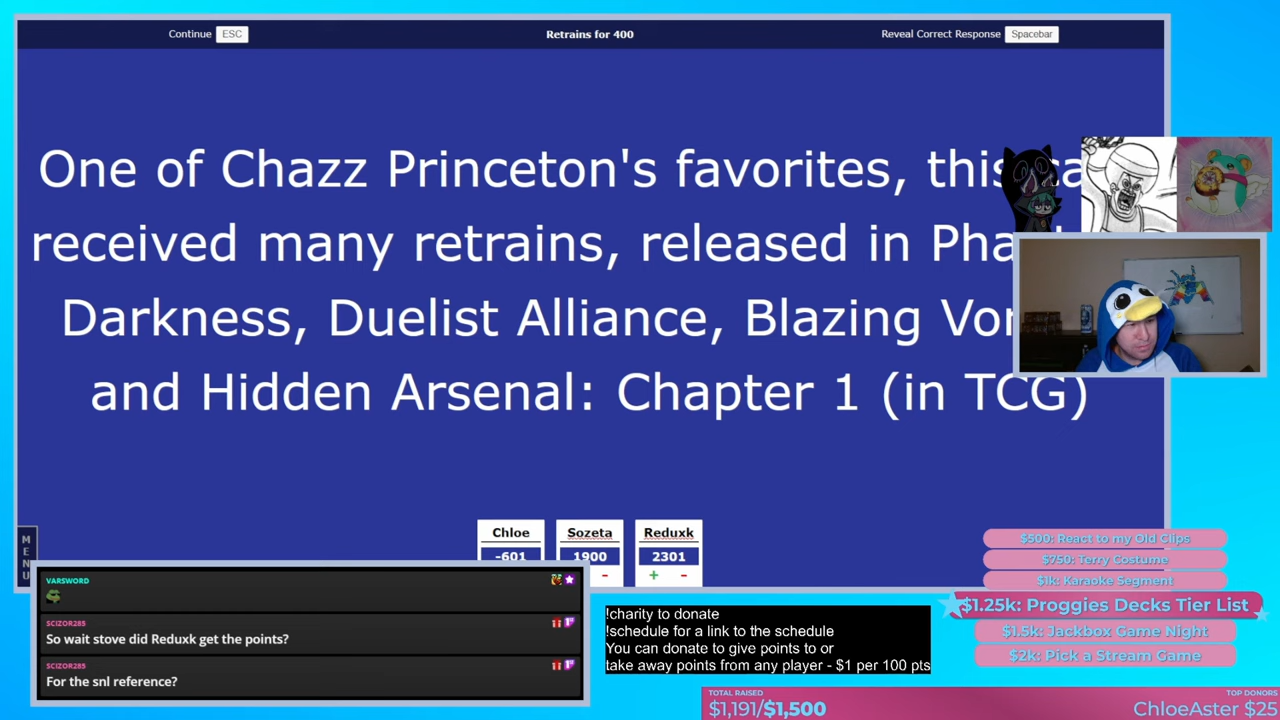 Continue ESC
Retrains for 400
Reveal Correct Response Spacebar
One of Chazz Princeton's favorites, this
received many retrains, released in
Darkness, Duelist Alliance, Blazing
and Hidden Arsenal: Chapter 1 (in TCG)
MENU
Chloe
-601
Sozeta
1900
-
Reduxk
2301
+ -
VARSWORD
SCIZOR285
So wait stove did Reduxk get the points?
SCIZOR285
For the snl reference?
!charity to donate
!schedule for a link to the schedule
You can donate to give points to or
take away points from any player - $1 per 100 pts
$500: React to my Old Clips
$750: Terry Costume
$1k: Karaoke Segment
$1.25k: Proggies Decks Tier List
$1.5k: Jackbox Game Night
$2k: Pick a Stream Game
TOTAL RAISED
$1,191/$1,500
TOP DONORS
ChloeAster $25